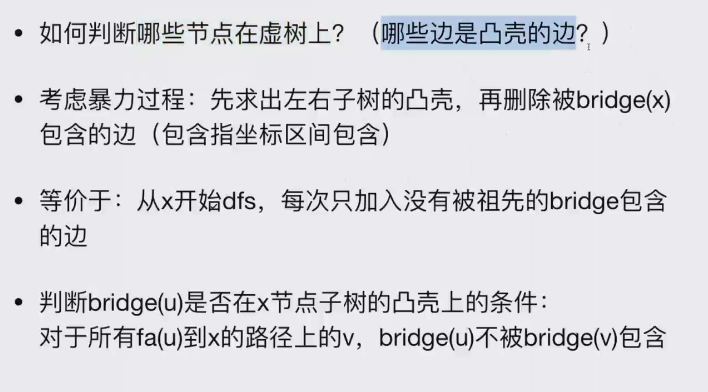 • 如何判断哪些节点在虚树上？（哪些边是凸壳的边？）
• 考虑暴力过程：先求出左右子树的凸壳，再删除被bridge(x)
包含的边（包含指坐标区间包含）
• 等价于：从x开始dfs，每次只加入没有被祖先的bridge包含
的边
• 判断bridge(u)是否在x节点子树的凸壳上的条件：
对于所有fa(u)到x的路径上的v，bridge(u)不被bridge(v)包含